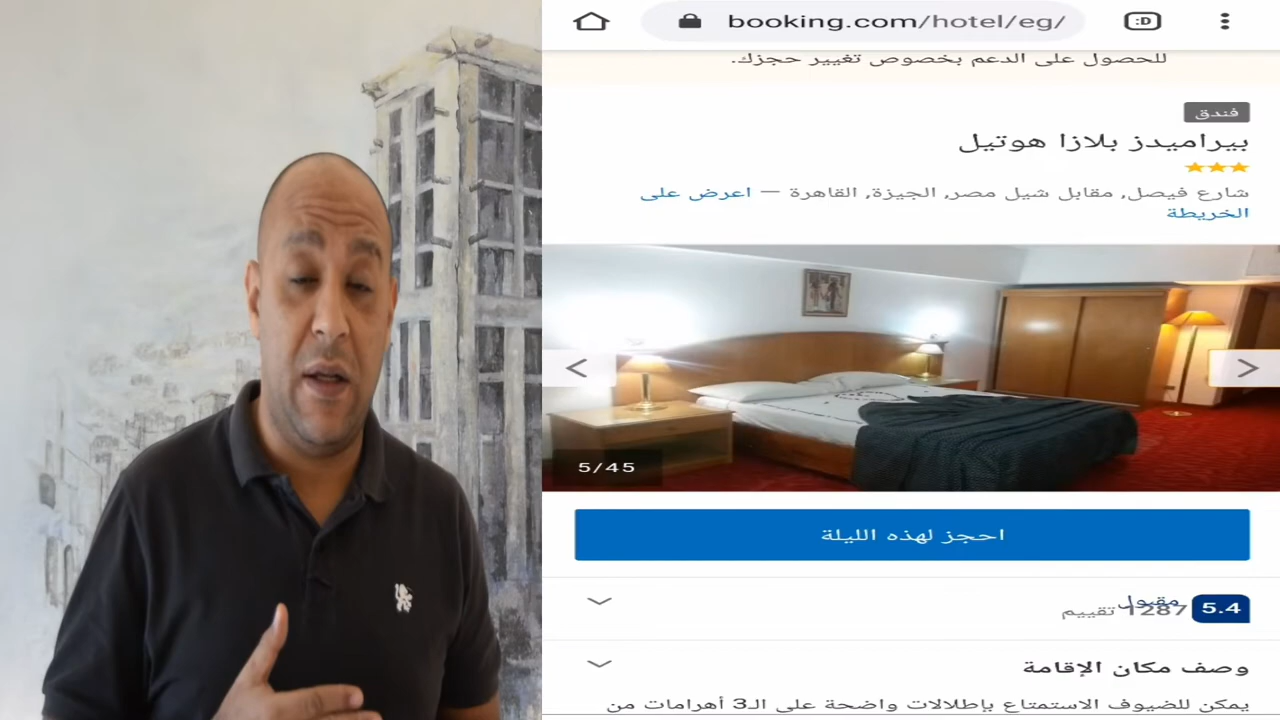 booking.com/hotel/eg/
:D
للحصول على الدعم بخصوص تغيير حجزك.
فندق
بيراميدز بلازا هوتيل
شارع فيصل, مقابل شيل مصر, الجيزة, القاهرة — اعرض على
الخريطة
5/45
احجز لهذه الليلة
5.4 مقبول
1287 تقييم
وصف مكان الإقامة
يمكن للضيوف الاستمتاع بإطلالات واضحة على الـ3 أهرامات من